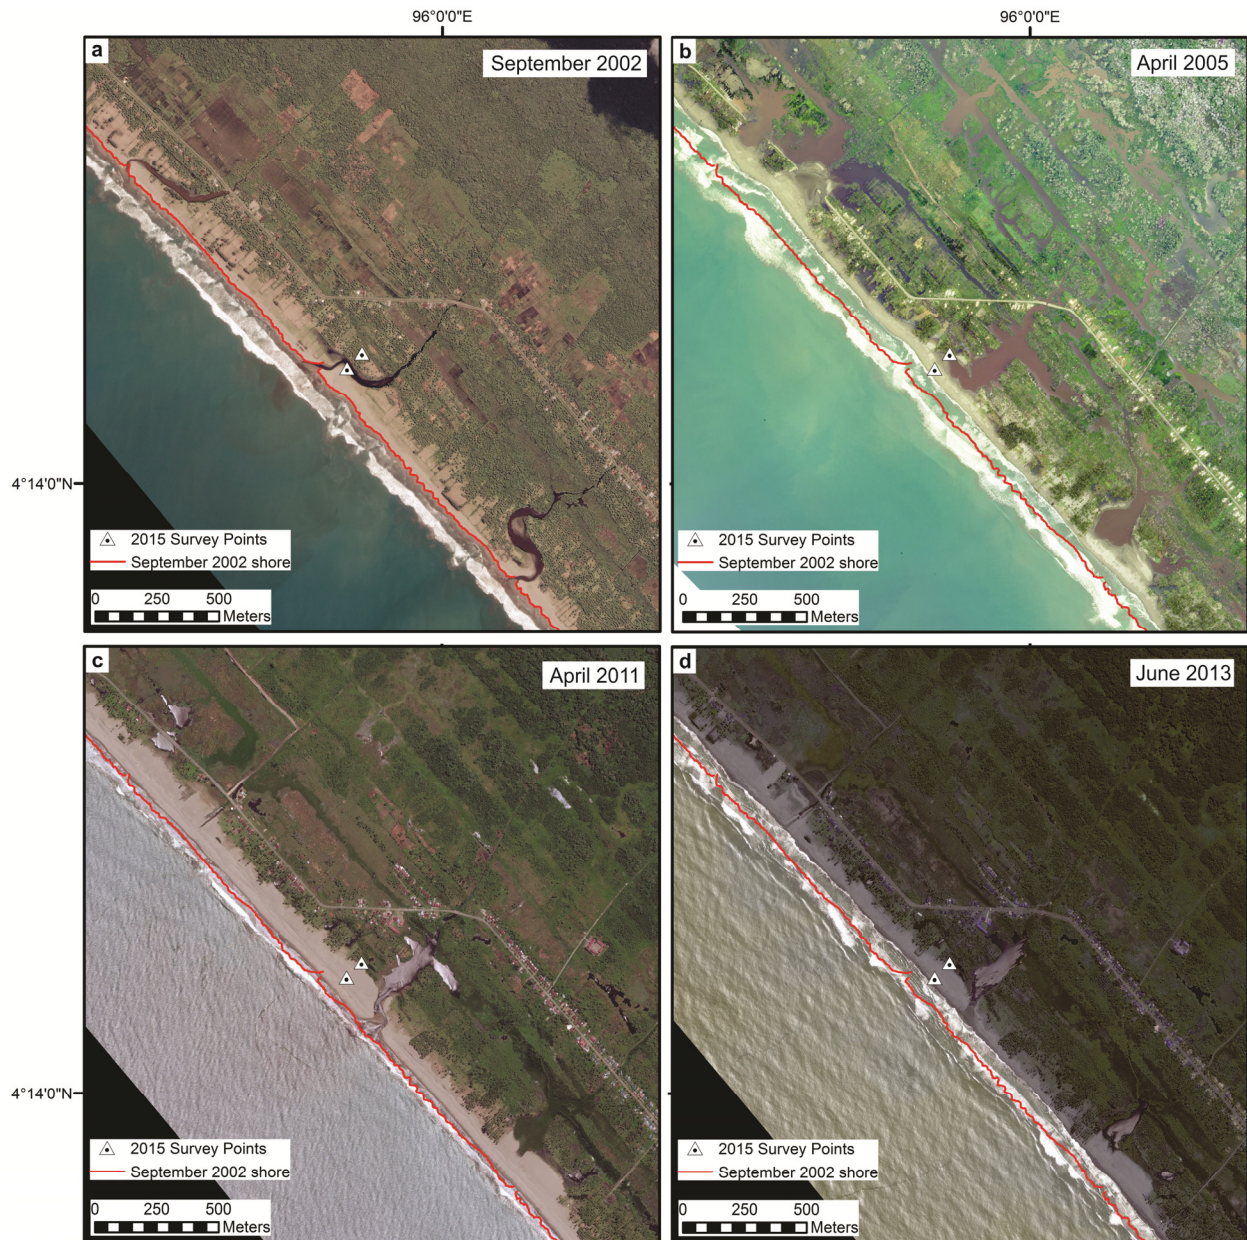 96°0'0"E
96°0'0"E
a
September 2002
b
April 2005
4°14'0"N
2015 Survey Points
September 2002 shore
0 250 500
Meters
2015 Survey Points
September 2002 shore
0 250 500
Meters
c
April 2011
d
June 2013
4°14'0"N
2015 Survey Points
September 2002 shore
0 250 500
Meters
2015 Survey Points
September 2002 shore
0 250 500
Meters